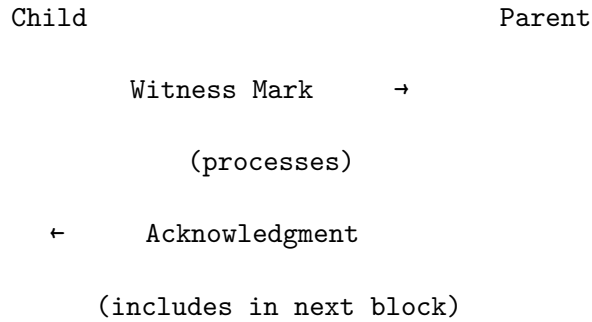 Child Parent
Witness Mark →
(processes)
← Acknowledgment
(includes in next block)